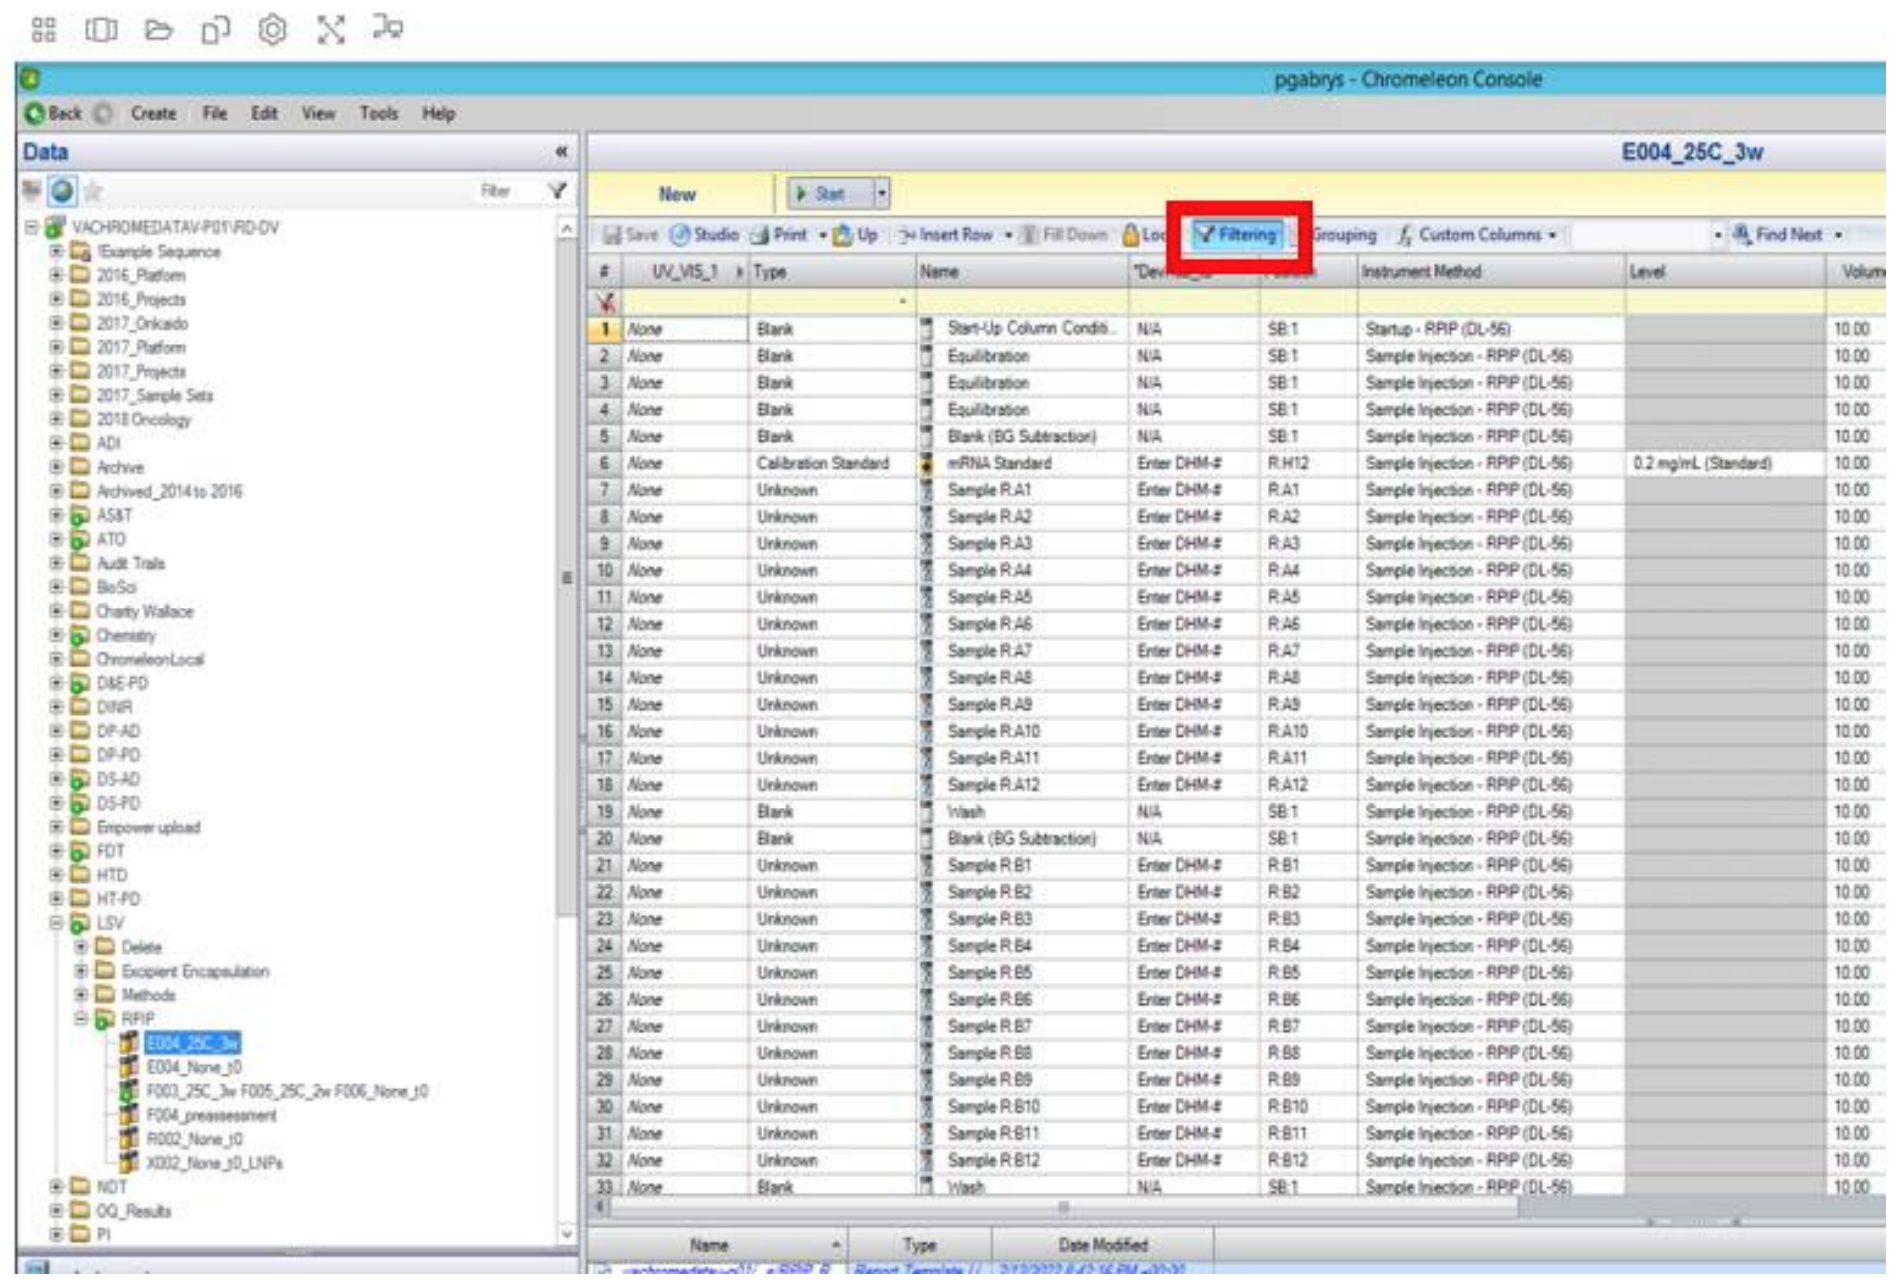 pgabrys - Chromeleon Console
Back Create File Edit View Tools Help
Data «
Filter
VACHROMEDATAV-P01\RD-DV
!Example Sequence
2016_Platform
2016_Projects
2017_Onkaido
2017_Platform
2017_Projects
2017_Sample Sets
2018 Oncology
ADI
Archive
Archived_2014 to 2016
AS&T
ATO
Audit Trails
BioSci
Charity Wallace
Chemistry
ChromeleonLocal
D&E-PD
DINR
DP-AD
DP-PD
DS-AD
DS-PD
Empower upload
FDT
HTD
HT-PD
LSV
Delete
Excipient Encapsulation
Methods
RPIP
E004_25C_3w
E004_None_t0
F003_25C_3w F005_25C_2w F006_None_t0
F004_preassessment
R002_None_t0
X002_None_t0_LNPs
NDT
OQ_Results
PI
E004_25C_3w
New Start
Save Studio Print Up Insert Row Fill Down Filtering Grouping Custom Columns Find Next
# UV_VIS_1 Type Name Instrument Method Level
1 None Blank Start-Up Column Conditi... N/A SB:1 Startup - RPIP (DL-56) 10.00
2 None Blank Equilibration N/A SB:1 Sample Injection - RPIP (DL-56) 10.00
3 None Blank Equilibration N/A SB:1 Sample Injection - RPIP (DL-56) 10.00
4 None Blank Equilibration N/A SB:1 Sample Injection - RPIP (DL-56) 10.00
5 None Blank Blank (BG Subtraction) N/A SB:1 Sample Injection - RPIP (DL-56) 10.00
6 None Calibration Standard mRNA Standard Enter DHM-# R:H12 Sample Injection - RPIP (DL-56) 0.2 mg/mL (Standard) 10.00
7 None Unknown Sample R:A1 Enter DHM-# R:A1 Sample Injection - RPIP (DL-56) 10.00
8 None Unknown Sample R:A2 Enter DHM-# R:A2 Sample Injection - RPIP (DL-56) 10.00
9 None Unknown Sample R:A3 Enter DHM-# R:A3 Sample Injection - RPIP (DL-56) 10.00
10 None Unknown Sample R:A4 Enter DHM-# R:A4 Sample Injection - RPIP (DL-56) 10.00
11 None Unknown Sample R:A5 Enter DHM-# R:A5 Sample Injection - RPIP (DL-56) 10.00
12 None Unknown Sample R:A6 Enter DHM-# R:A6 Sample Injection - RPIP (DL-56) 10.00
13 None Unknown Sample R:A7 Enter DHM-# R:A7 Sample Injection - RPIP (DL-56) 10.00
14 None Unknown Sample R:A8 Enter DHM-# R:A8 Sample Injection - RPIP (DL-56) 10.00
15 None Unknown Sample R:A9 Enter DHM-# R:A9 Sample Injection - RPIP (DL-56) 10.00
16 None Unknown Sample R:A10 Enter DHM-# R:A10 Sample Injection - RPIP (DL-56) 10.00
17 None Unknown Sample R:A11 Enter DHM-# R:A11 Sample Injection - RPIP (DL-56) 10.00
18 None Unknown Sample R:A12 Enter DHM-# R:A12 Sample Injection - RPIP (DL-56) 10.00
19 None Blank Wash N/A SB:1 Sample Injection - RPIP (DL-56) 10.00
20 None Blank Blank (BG Subtraction) N/A SB:1 Sample Injection - RPIP (DL-56) 10.00
21 None Unknown Sample R:B1 Enter DHM-# R:B1 Sample Injection - RPIP (DL-56) 10.00
22 None Unknown Sample R:B2 Enter DHM-# R:B2 Sample Injection - RPIP (DL-56) 10.00
23 None Unknown Sample R:B3 Enter DHM-# R:B3 Sample Injection - RPIP (DL-56) 10.00
24 None Unknown Sample R:B4 Enter DHM-# R:B4 Sample Injection - RPIP (DL-56) 10.00
25 None Unknown Sample R:B5 Enter DHM-# R:B5 Sample Injection - RPIP (DL-56) 10.00
26 None Unknown Sample R:B6 Enter DHM-# R:B6 Sample Injection - RPIP (DL-56) 10.00
27 None Unknown Sample R:B7 Enter DHM-# R:B7 Sample Injection - RPIP (DL-56) 10.00
28 None Unknown Sample R:B8 Enter DHM-# R:B8 Sample Injection - RPIP (DL-56) 10.00
29 None Unknown Sample R:B9 Enter DHM-# R:B9 Sample Injection - RPIP (DL-56) 10.00
30 None Unknown Sample R:B10 Enter DHM-# R:B10 Sample Injection - RPIP (DL-56) 10.00
31 None Unknown Sample R:B11 Enter DHM-# R:B11 Sample Injection - RPIP (DL-56) 10.00
32 None Unknown Sample R:B12 Enter DHM-# R:B12 Sample Injection - RPIP (DL-56) 10.00
33 None Blank Wash N/A SB:1 Sample Injection - RPIP (DL-56) 10.00
Name Type Date Modified